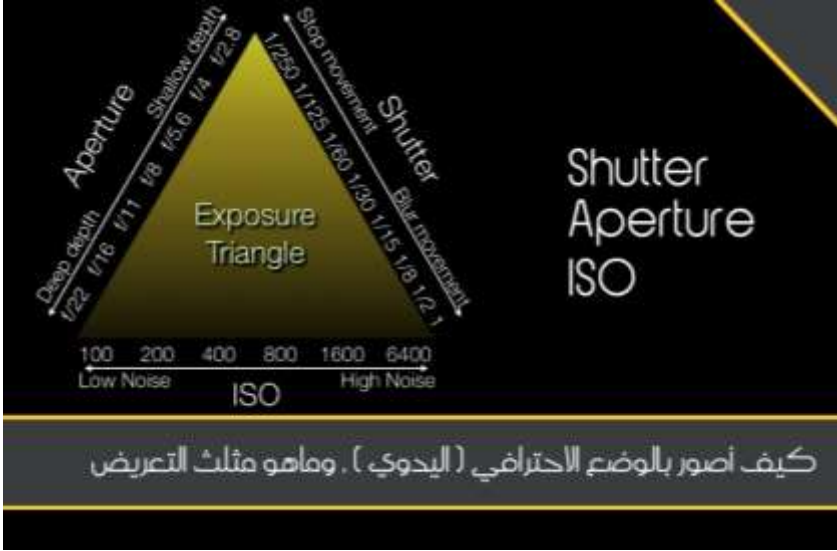 Aperture
Shallow depth
Deep depth
f/22 f/16 f/11 f/8 f/5.6 f/4 f/2.8
Stop movement
Shutter
Blur movement
1/250 1/125 1/60 1/30 1/15 1/8 1/2 1
Exposure
Triangle
100 200 400 800 1600 6400
Low Noise
High Noise
ISO
Shutter
Aperture
ISO
كيف أصور بالوضع الاحترافي ( اليدوي ) , وماهو مثلث التعريض